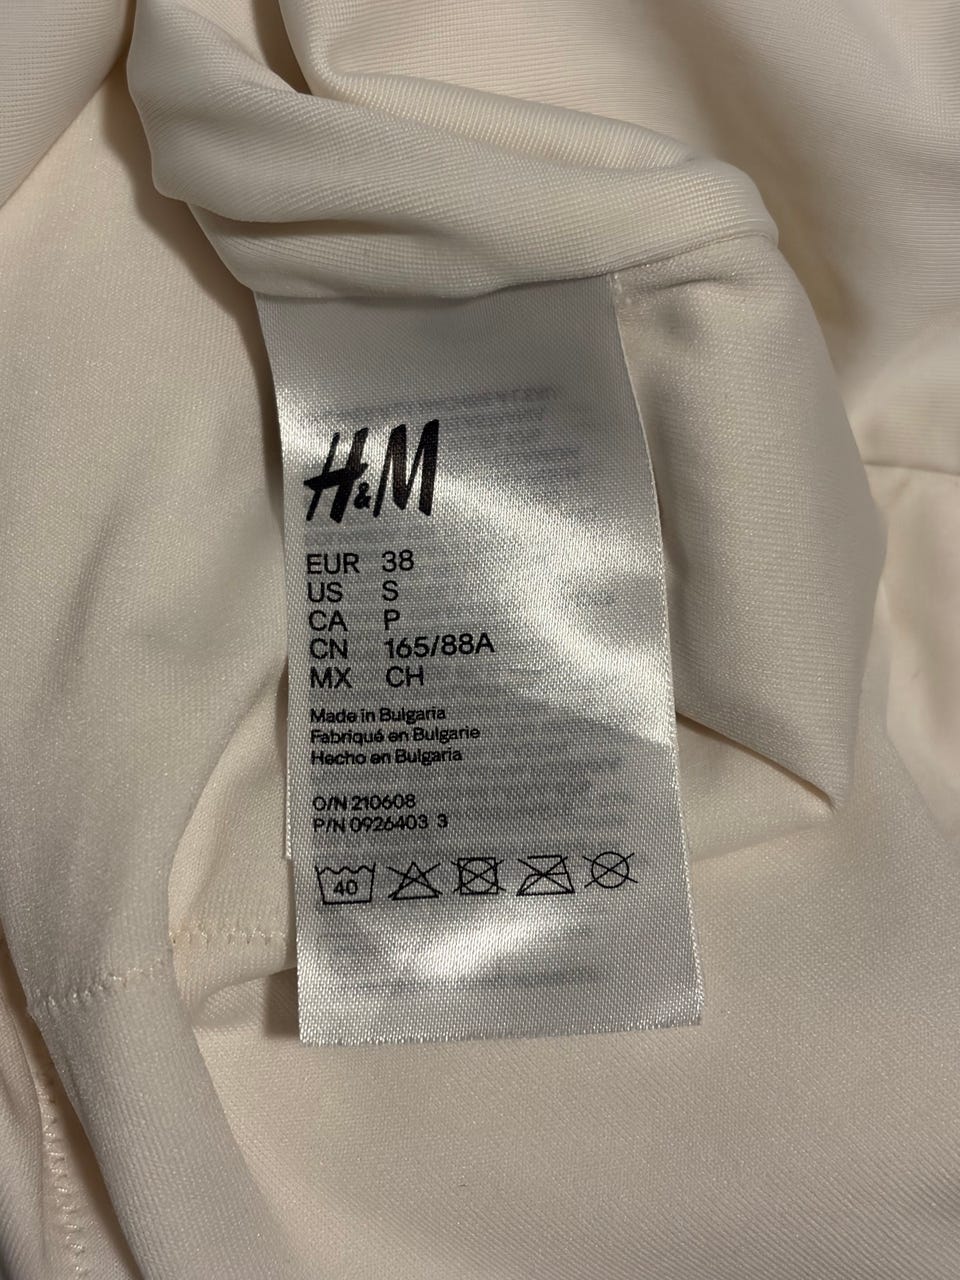 H&M
EUR 38
US S
CA P
CN 165/88A
MX CH
Made in Bulgaria
Fabriqué en Bulgarie
Hecho en Bulgaria
O/N 210608
P/N 0926403 3
40